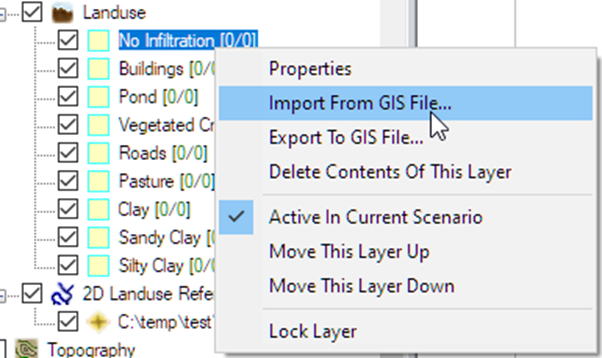 Landuse
No Infiltration [0/0]
Buildings [0/0
Pond [0/0]
Vegetated Cr
Roads [0/0]
Pasture [0/0]
Clay [0/0]
Sandy Clay [0
Silty Clay [0/0
2D Landuse Refe
C:\temp\test'
Topography
Properties
Import From GIS File...
Export To GIS File...
Delete Contents Of This Layer
Active In Current Scenario
Move This Layer Up
Move This Layer Down
Lock Layer